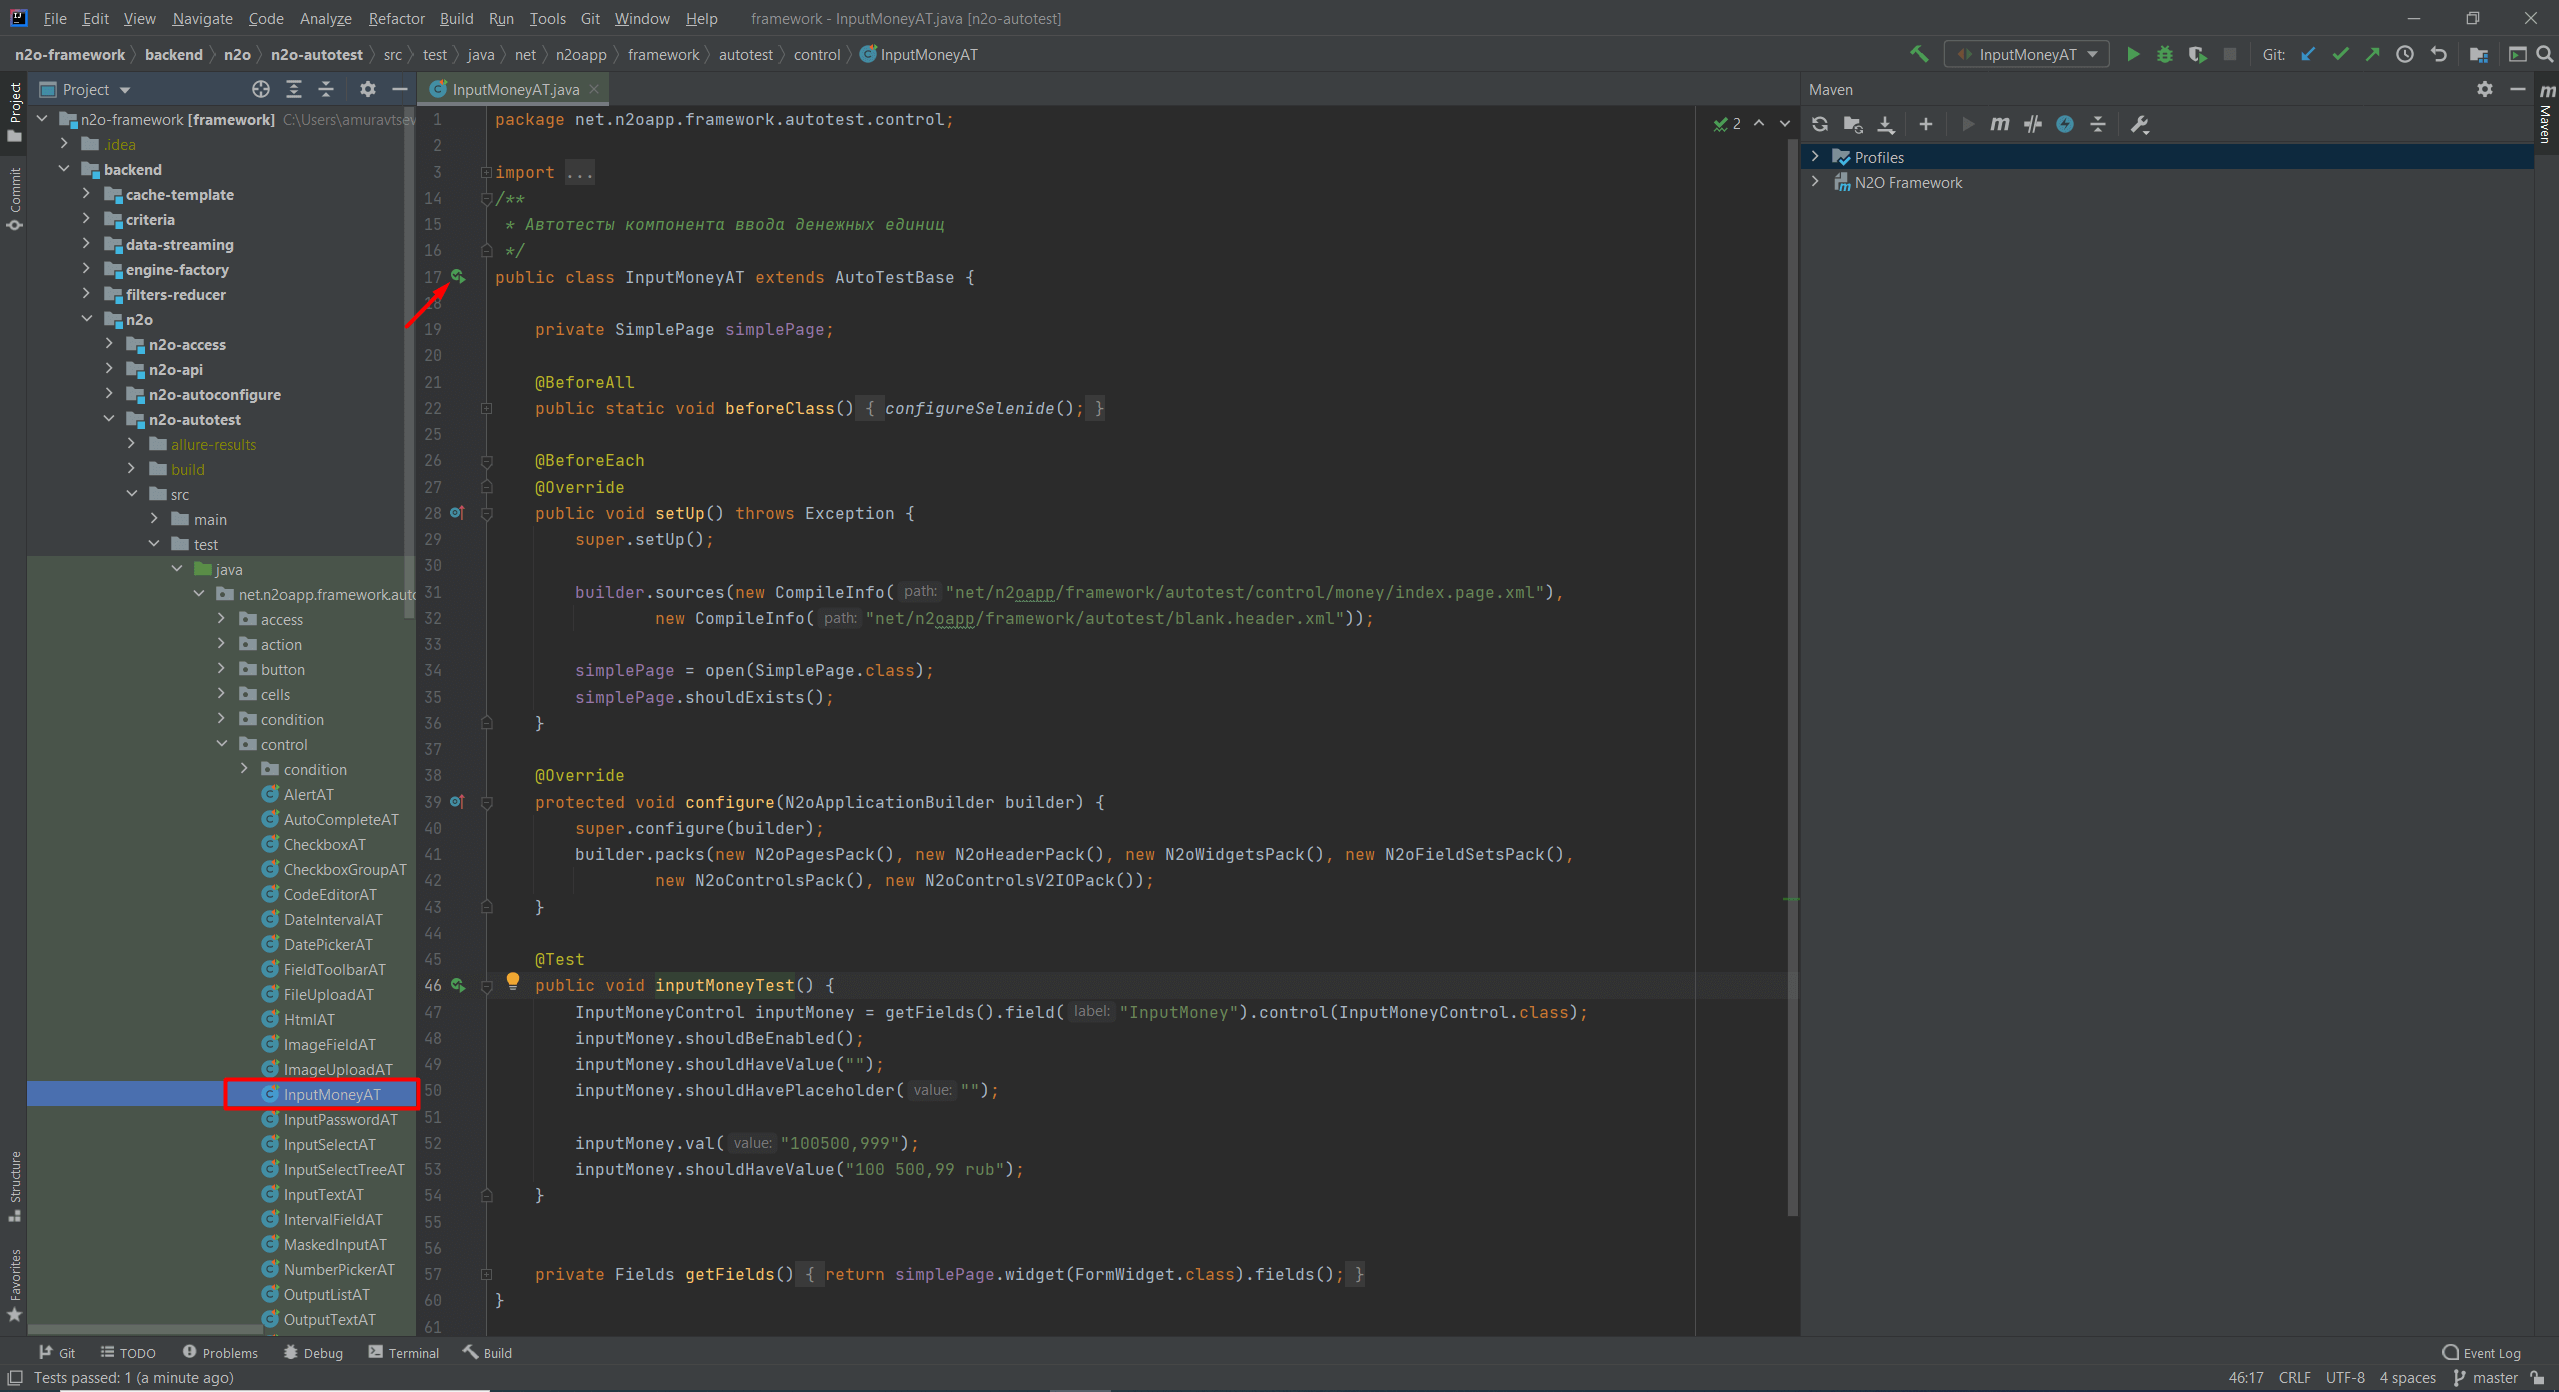 File Edit View Navigate Code Analyze Refactor Build Run Tools Git Window Help framework - InputMoneyAT.java [n2o-autotest]
n2o-framework backend n2o n2o-autotest src test java net n2oapp framework autotest control InputMoneyAT
InputMoneyAT Git:
Project
InputMoneyAT.java
Maven
Project
Commit
Structure
Favorites
n2o-framework [framework] C:\Users\amuravtsev
.idea
backend
cache-template
criteria
data-streaming
engine-factory
filters-reducer
n2o
n2o-access
n2o-api
n2o-autoconfigure
n2o-autotest
allure-results
build
src
main
test
java
net.n2oapp.framework.auto
access
action
button
cells
condition
control
condition
AlertAT
AutoCompleteAT
CheckboxAT
CheckboxGroupAT
CodeEditorAT
DateIntervalAT
DatePickerAT
FieldToolbarAT
FileUploadAT
HtmlAT
ImageFieldAT
ImageUploadAT
InputMoneyAT
InputPasswordAT
InputSelectAT
InputSelectTreeAT
InputTextAT
IntervalFieldAT
MaskedInputAT
NumberPickerAT
OutputListAT
OutputTextAT
1 package net.n2oapp.framework.autotest.control;
2
3 import ...
14 /**
15 * Автотесты компонента ввода денежных единиц
16 */
17 public class InputMoneyAT extends AutoTestBase {
18
19 private SimplePage simplePage;
20
21 @BeforeAll
22 public static void beforeClass() { configureSelenide(); }
25
26 @BeforeEach
27 @Override
28 public void setUp() throws Exception {
29 super.setUp();
30
31 builder.sources(new CompileInfo( path: "net/n2oapp/framework/autotest/control/money/index.page.xml"),
32 new CompileInfo( path: "net/n2oapp/framework/autotest/blank.header.xml"));
33
34 simplePage = open(SimplePage.class);
35 simplePage.shouldExists();
36 }
37
38 @Override
39 protected void configure(N2oApplicationBuilder builder) {
40 super.configure(builder);
41 builder.packs(new N2oPagesPack(), new N2oHeaderPack(), new N2oWidgetsPack(), new N2oFieldSetsPack(),
42 new N2oControlsPack(), new N2oControlsV2IOPack());
43 }
44
45 @Test
46 public void inputMoneyTest() {
47 InputMoneyControl inputMoney = getFields().field( label: "InputMoney").control(InputMoneyControl.class);
48 inputMoney.shouldBeEnabled();
49 inputMoney.shouldHaveValue("");
50 inputMoney.shouldHavePlaceholder( value: "");
51
52 inputMoney.val( value: "100500,999");
53 inputMoney.shouldHaveValue("100 500,99 rub");
54 }
55
56
57 private Fields getFields() { return simplePage.widget(FormWidget.class).fields(); }
60 }
61
2
Profiles
N2O Framework
Maven
Git TODO Problems Debug Terminal Build Event Log
Tests passed: 1 (a minute ago) 46:17 CRLF UTF-8 4 spaces master